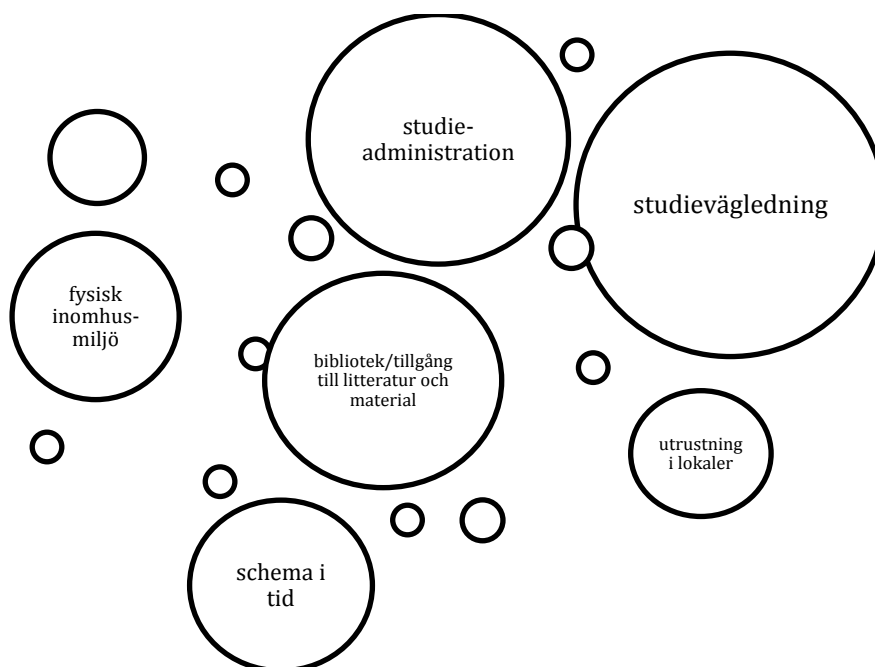 studie-
administration
studievägledning
fysisk
inomhus-
miljö
bibliotek/tillgång
till litteratur och
material
utrustning
i lokaler
schema i
tid